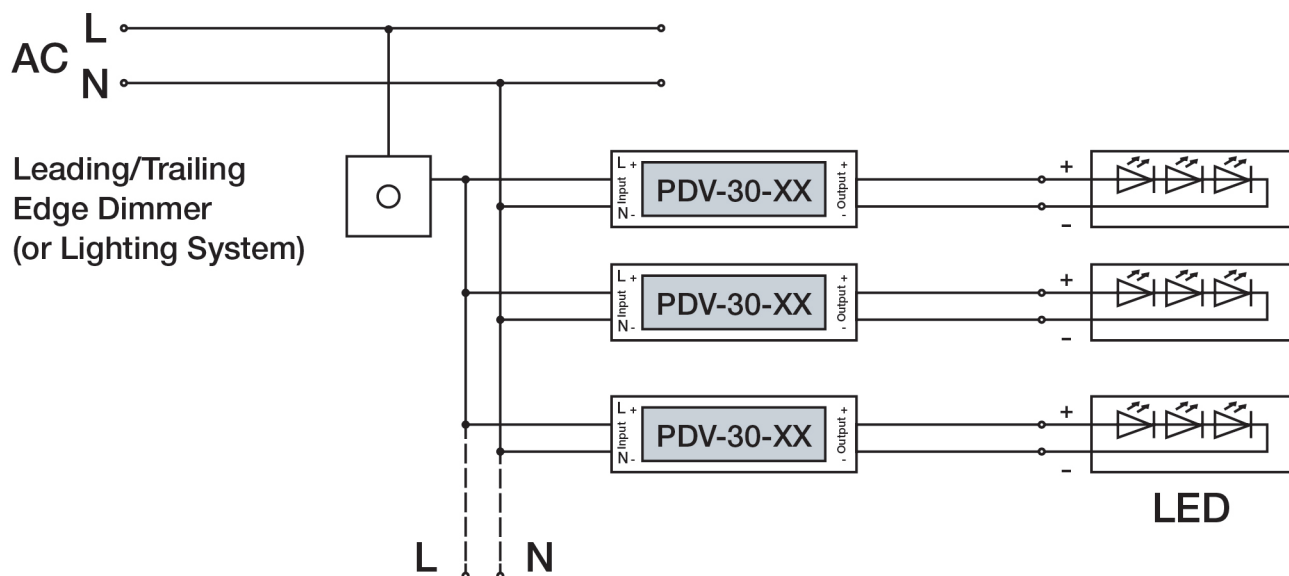 AC
L
N
Leading/Trailing
Edge Dimmer
(or Lighting System)
L +
Input
N -
PDV-30-XX
Output
+
-
+
-
L +
Input
N -
PDV-30-XX
Output
+
-
+
-
L +
Input
N -
PDV-30-XX
Output
+
-
+
-
LED
L
N